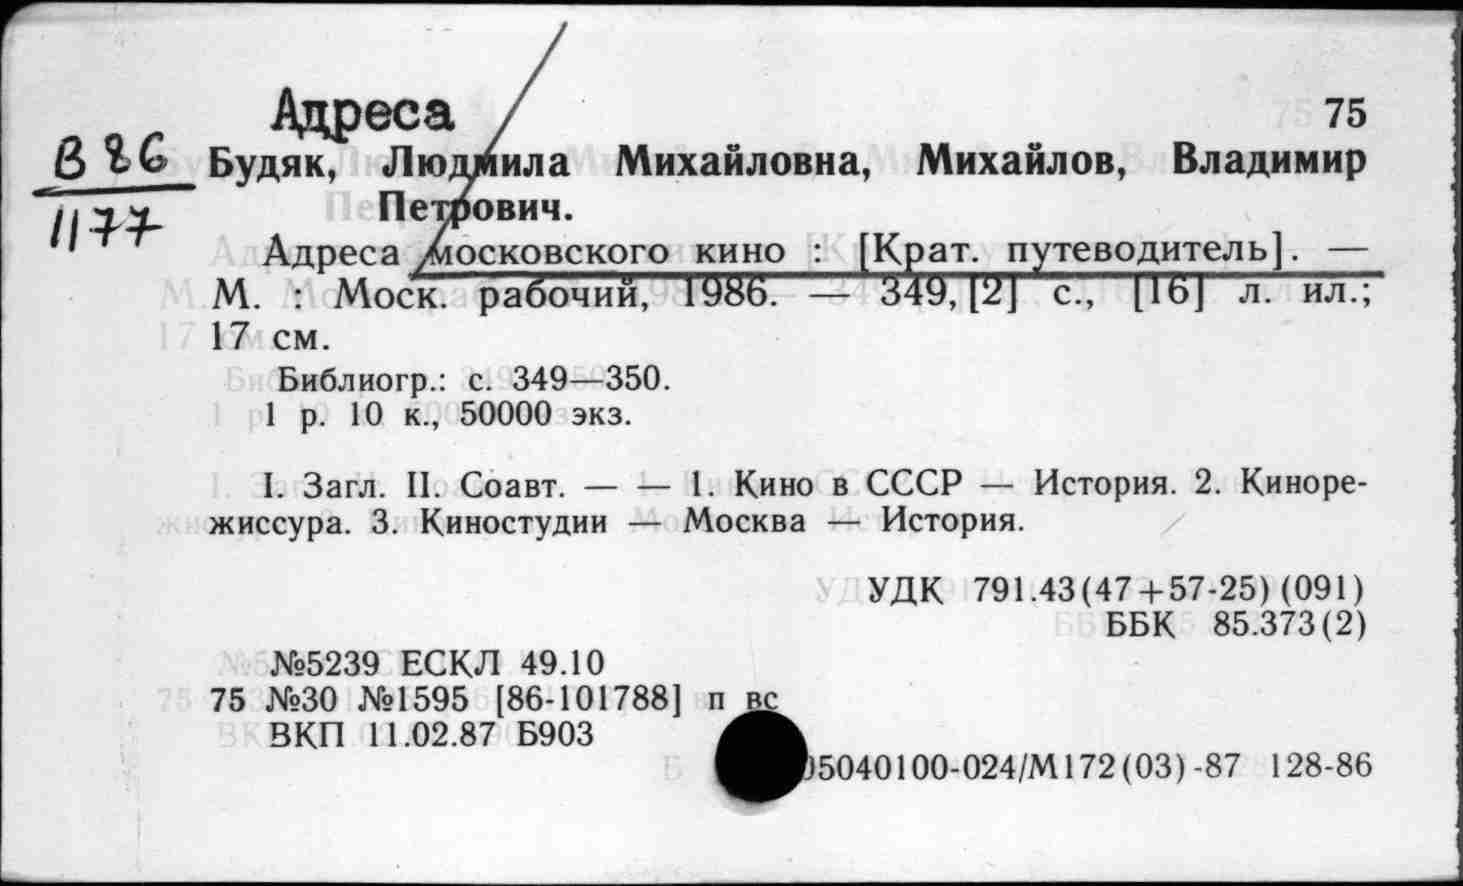 Адреса
75
В 86
1177
Будяк, Людмила Михайловна, Михайлов, Владимир
Петрович.
Адреса московского кино : [Крат. путеводитель]. —
М. : Моск. рабочий, 1986. — 349, [2] с., [16] л. ил.;
17 см.
Библиогр.: с. 349—350.
1 р. 10 к., 50000 экз.
I. Загл. II. Соавт. — — 1. Кино в СССР — История. 2. Киноре-
жиссура. 3. Киностудии — Москва — История.
УДК 791.43(47+57-25)(091)
ББК 85.373(2)
№5239 ЕСКЛ 49.10
75 №30 №1595 [86-101788] п вс
ВКП 11.02.87 Б903
5040100-024/М172(03)-87 128-86